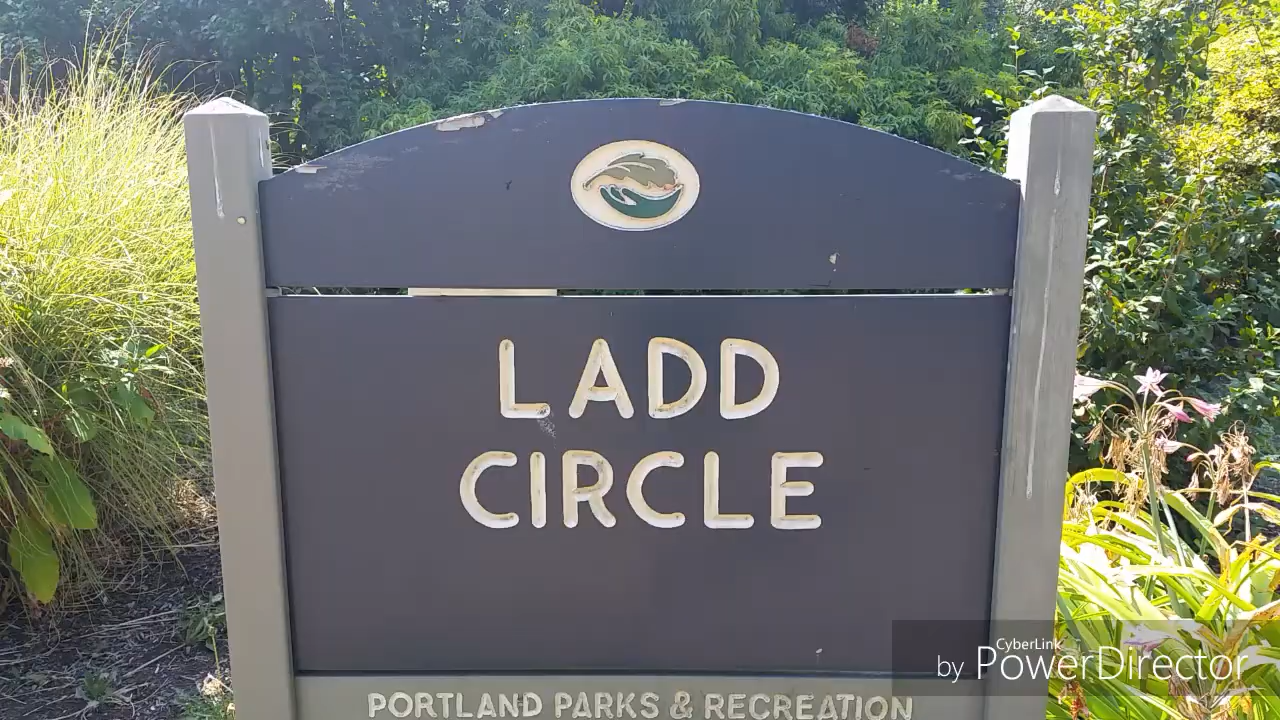 LADD
CIRCLE
CyberLink
by PowerDirector
PORTLAND PARKS & RECREATION